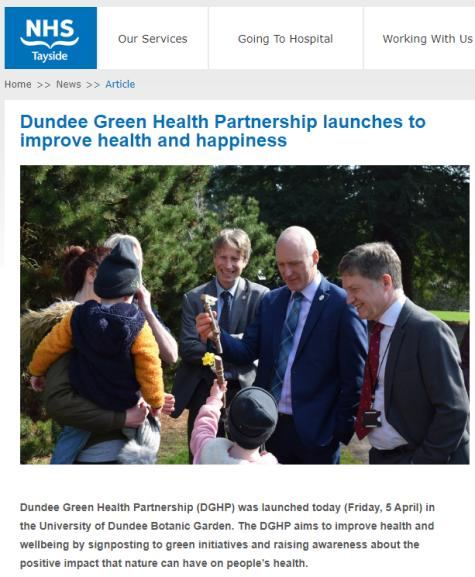 NHS
Tayside
Our Services
Going To Hospital
Working With Us
Home >> News >> Article
Dundee Green Health Partnership launches to
improve health and happiness
Dundee Green Health Partnership (DGHP) was launched today (Friday, 5 April) in
the University of Dundee Botanic Garden. The DGHP aims to improve health and
wellbeing by signposting to green initiatives and raising awareness about the
positive impact that nature can have on people's health.